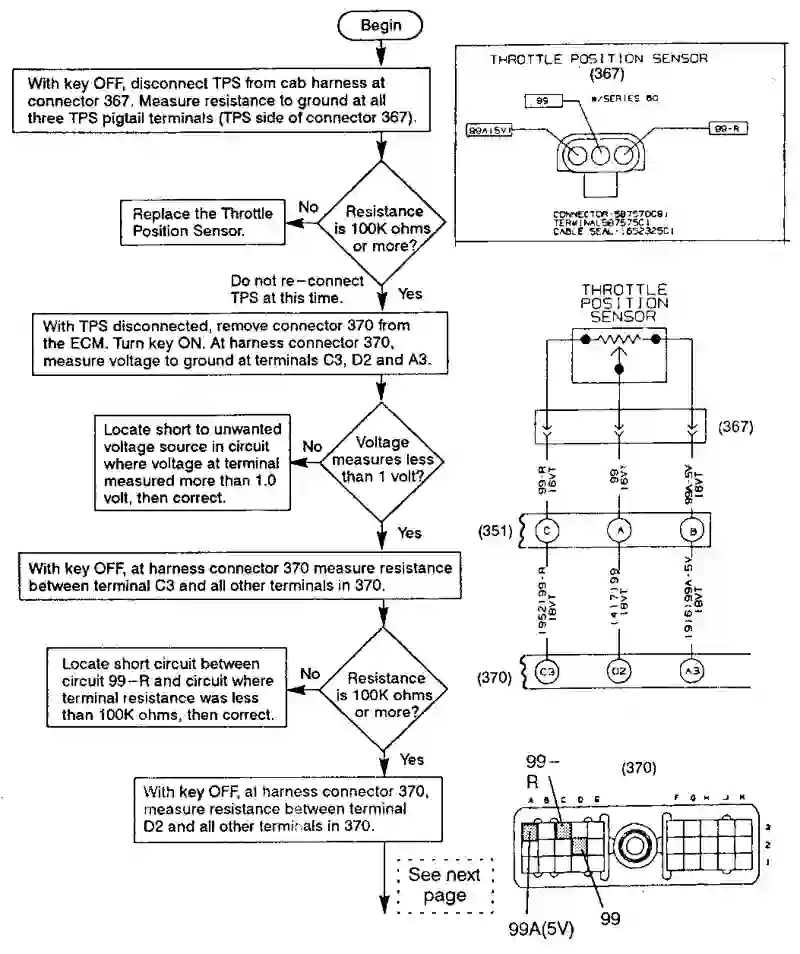 Begin
With key OFF, disconnect TPS from cab harness at
connector 367. Measure resistance to ground at all
three TPS pigtail terminals (TPS side of connector 367).
Resistance
is 100K ohms
or more?
No
Replace the Throttle
Position Sensor.
Do not re-connect
TPS at this time.
Yes
With TPS disconnected, remove connector 370 from
the ECM. Turn key ON. At harness connector 370,
measure voltage to ground at terminals C3, D2 and A3.
Voltage
measures less
than 1 volt?
No
Locate short to unwanted
voltage source in circuit
where voltage at terminal
measured more than 1.0
volt, then correct.
Yes
With key OFF, at harness connector 370 measure resistance
between terminal C3 and all other terminals in 370.
Resistance
is 100K ohms
or more?
No
Locate short circuit between
circuit 99-R and circuit where
terminal resistance was less
than 100K ohms, then correct.
Yes
With key OFF, at harness connector 370,
measure resistance between terminal
D2 and all other terminals in 370.
See next
page
THROTTLE POSITION SENSOR
(367)
99
W/SERIES 60
99A(5V)
99-R
CONNECTOR-587570C91
TERMINAL587575C1
CABLE SEAL-1652325C1
THROTTLE
POSITION
SENSOR
(367)
99-R
16VT
99
16VT
99A-5V
18VT
(351)
C
A
B
(952)99-R
18VT
(417)99
18VT
(916)99A-5V
18VT
(370)
C3
D2
A3
99-
R
(370)
A B C D E
F G H J K
3
2
1
99A(5V)
99